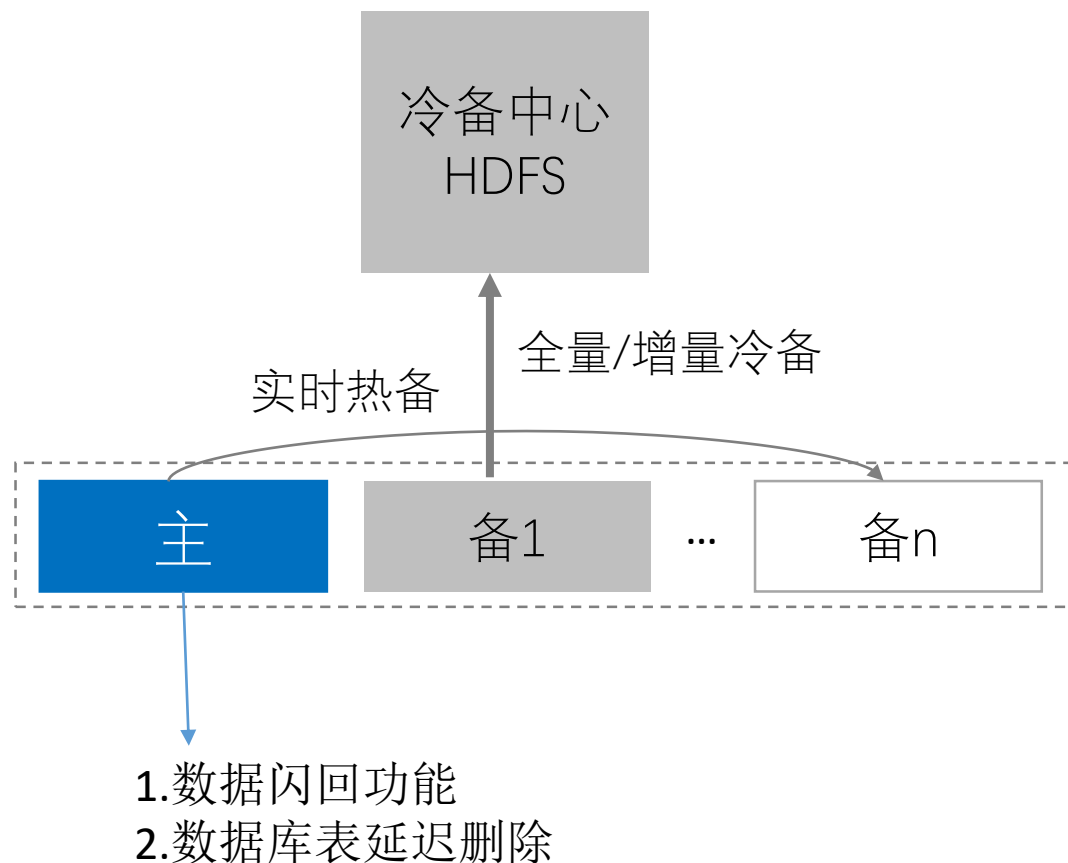 冷备中心
HDFS
全量/增量冷备
实时热备
主
备1
...
备n
1.数据闪回功能
2.数据库表延迟删除